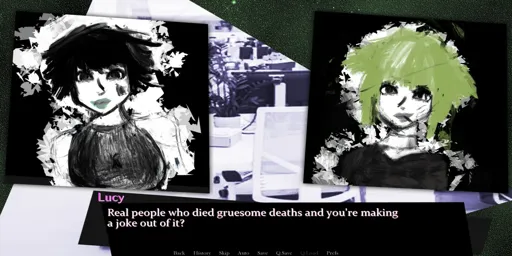 Lucy
Real people who died gruesome deaths and you're making
a joke out of it?
Back History Skip Auto Save Q.Save Q.Load Prefs